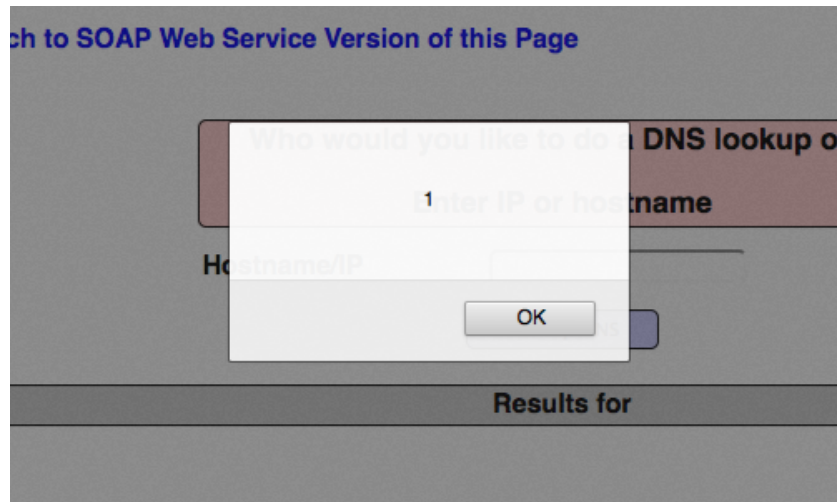 ch to SOAP Web Service Version of this Page
Who would you like to do a DNS lookup o
1
Enter IP or hostname
Hostname/IP
OK
Results for